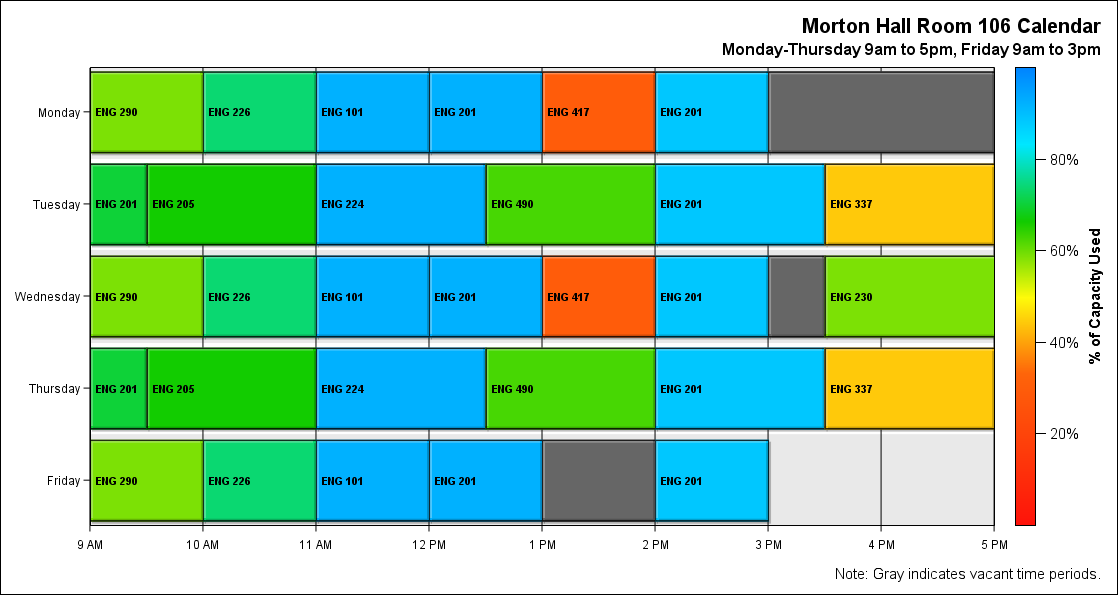 Morton Hall Room 106 Calendar
Monday-Thursday 9am to 5pm, Friday 9am to 3pm
Monday ENG 290 ENG 226 ENG 101 ENG 201 ENG 417 ENG 201
Tuesday ENG 201 ENG 205 ENG 224 ENG 490 ENG 201 ENG 337
Wednesday ENG 290 ENG 226 ENG 101 ENG 201 ENG 417 ENG 201 ENG 230
Thursday ENG 201 ENG 205 ENG 224 ENG 490 ENG 201 ENG 337
Friday ENG 290 ENG 226 ENG 101 ENG 201 ENG 201
9 AM 10 AM 11 AM 12 PM 1 PM 2 PM 3 PM 4 PM 5 PM
80%
60%
40%
20%
% of Capacity Used
Note: Gray indicates vacant time periods.